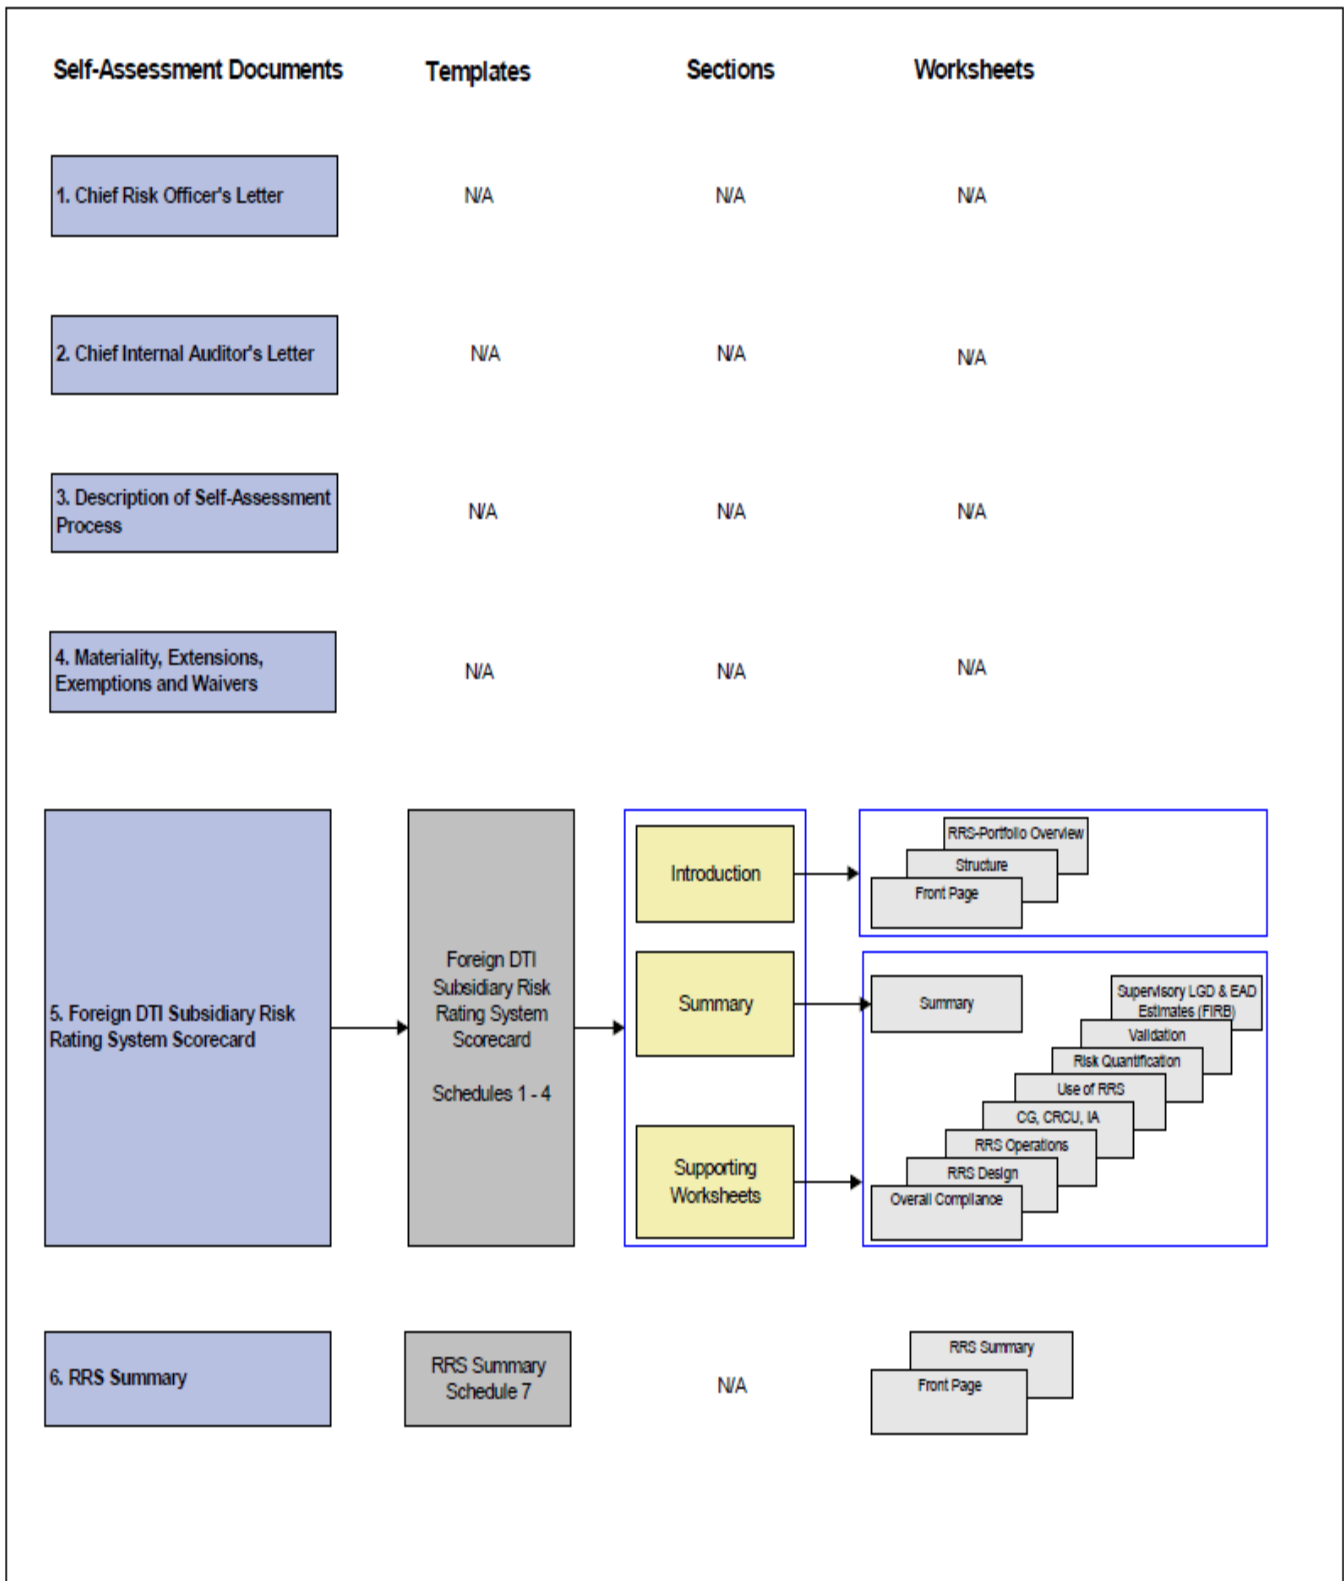 Self-Assessment Documents
Templates
Sections
Worksheets
1. Chief Risk Officer's Letter
N/A
N/A
N/A
2. Chief Internal Auditor's Letter
N/A
N/A
N/A
3. Description of Self-Assessment
Process
N/A
N/A
N/A
4. Materiality, Extensions,
Exemptions and Waivers
N/A
N/A
N/A
5. Foreign DTI Subsidiary Risk
Rating System Scorecard
Foreign DTI
Subsidiary Risk
Rating System
Scorecard
Schedules 1 - 4
Introduction
RRS-Portfolio Overview
Structure
Front Page
Summary
Summary
Supporting
Worksheets
Supervisory LGD & EAD
Estimates (FIRB)
Validation
Risk Quantification
Use of RRS
CG, CRCU, IA
RRS Operations
RRS Design
Overall Compliance
6. RRS Summary
RRS Summary
Schedule 7
N/A
RRS Summary
Front Page